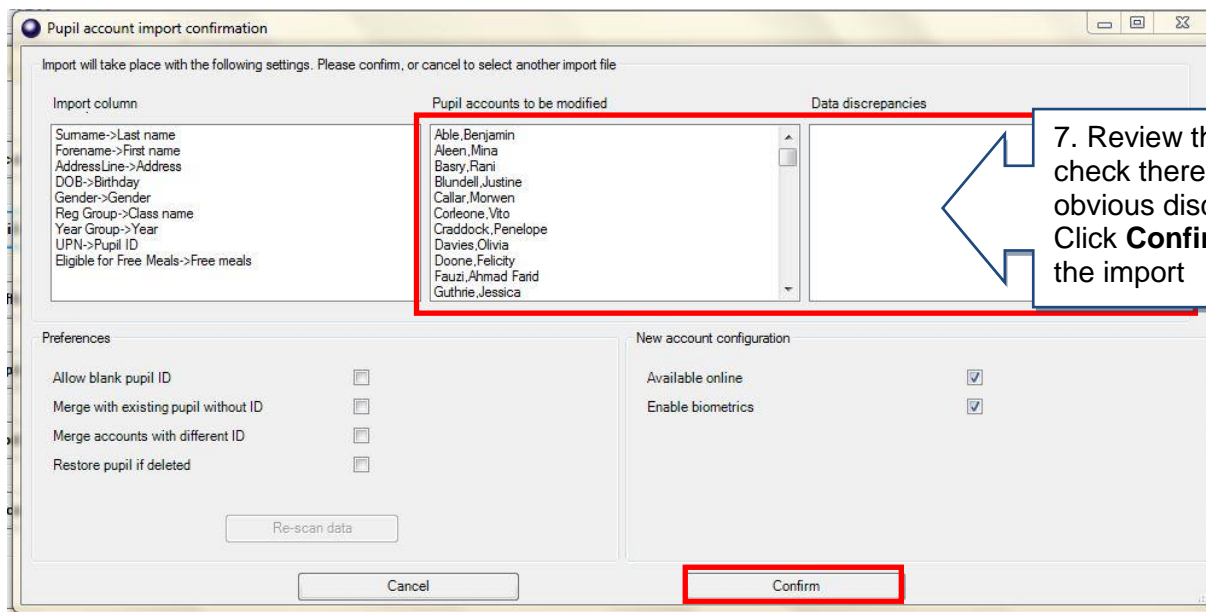 Pupil account import confirmation
Import will take place with the following settings. Please confirm, or cancel to select another import file
Import column
Surname->Last name
Forename->First name
AddressLine->Address
DOB->Birthday
Gender->Gender
Reg Group->Class name
Year Group->Year
UPN->Pupil ID
Eligible for Free Meals->Free meals
Pupil accounts to be modified
Able,Benjamin
Aleen,Mina
Basry,Rani
Blundell,Justine
Callar,Morwen
Corleone,Vito
Craddock,Penelope
Davies,Olivia
Doone,Felicity
Fauzi,Ahmad Farid
Guthrie,Jessica
Data discrepancies
7. Review th
check there
obvious disc
Click Confir
the import
Preferences
Allow blank pupil ID
Merge with existing pupil without ID
Merge accounts with different ID
Restore pupil if deleted
Re-scan data
New account configuration
Available online
Enable biometrics
Cancel
Confirm